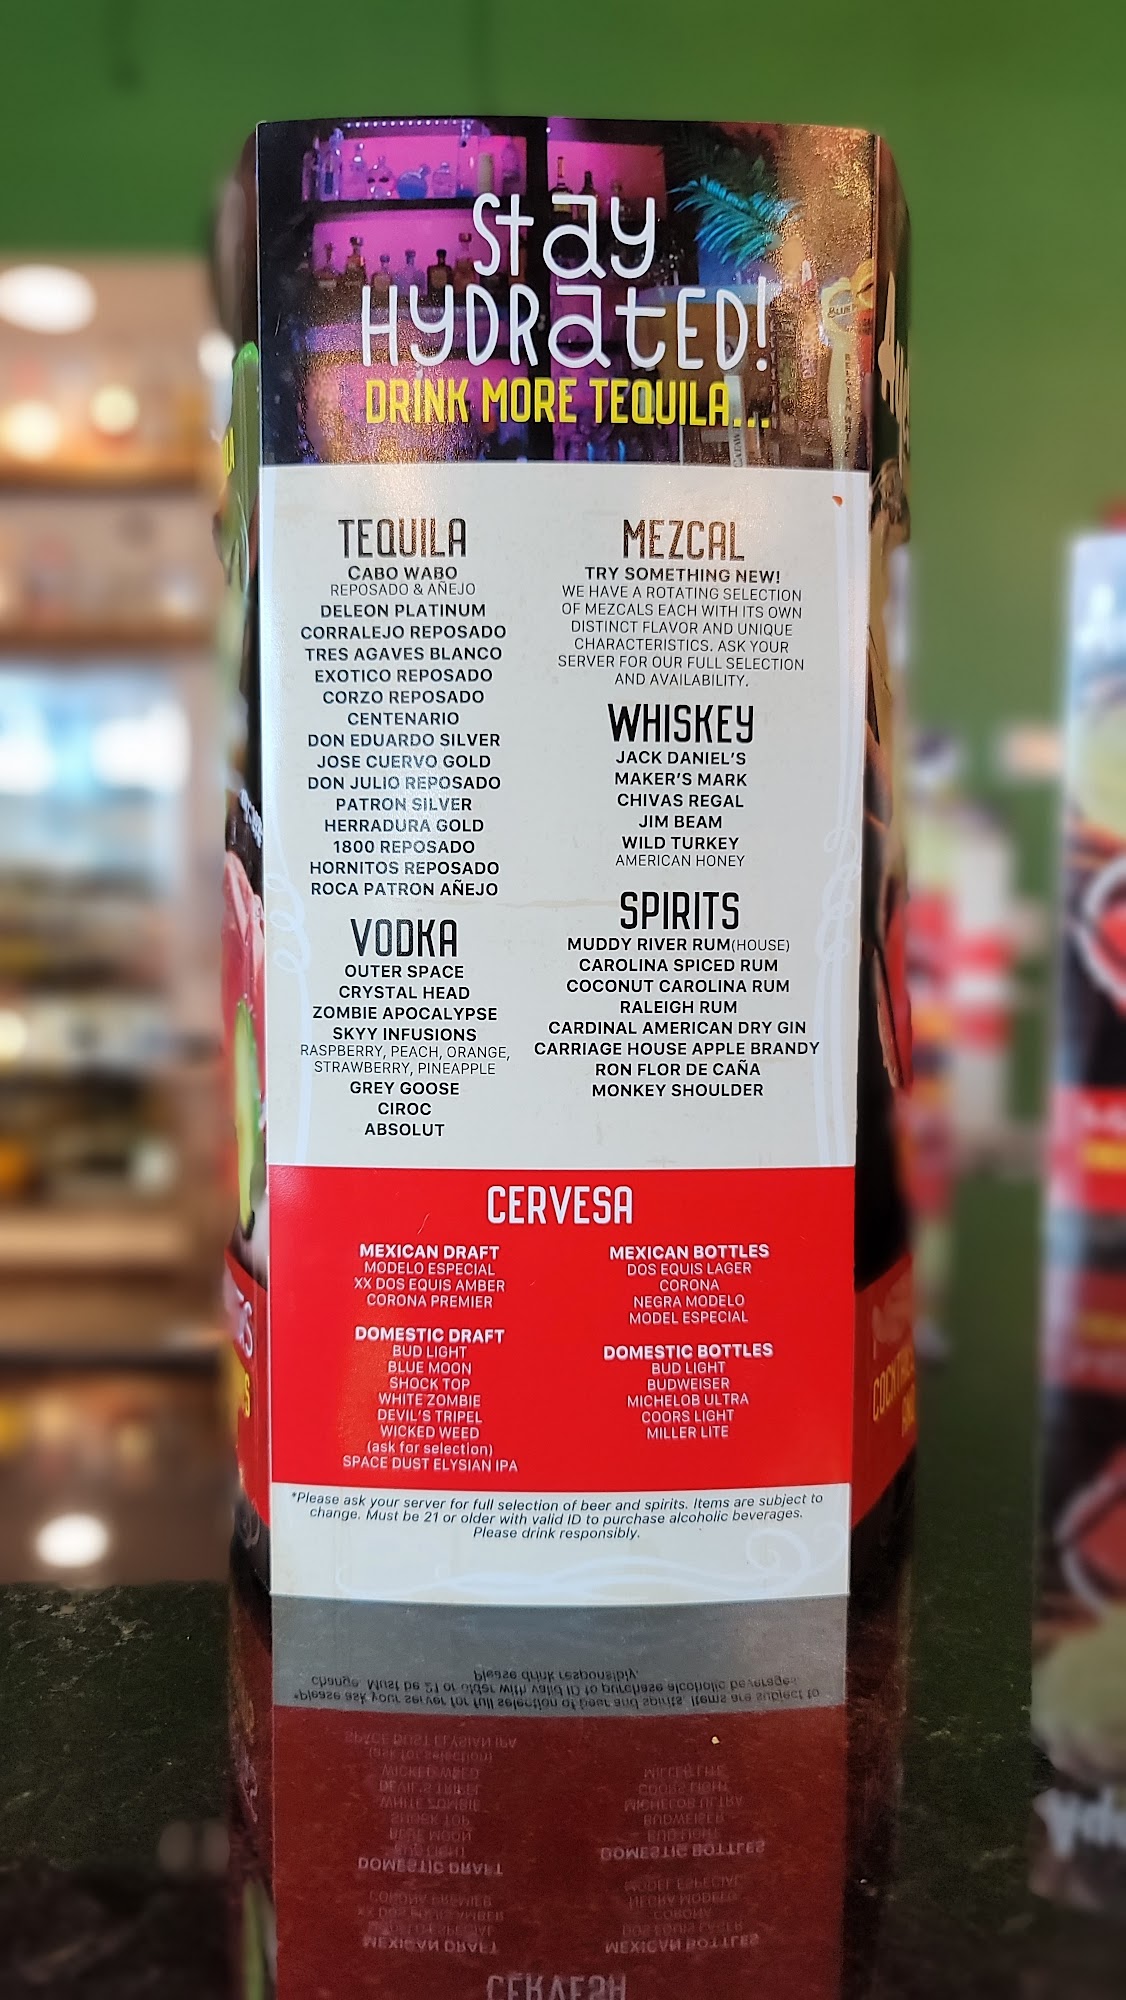 Stay
HYDRatED!
DRINK MORE TEQUILA...
TEQUILA
CABO WABO
REPOSADO & AÑEJO
DELEON PLATINUM
CORRALEJO REPOSADO
TRES AGAVES BLANCO
EXOTICO REPOSADO
CORZO REPOSADO
CENTENARIO
DON EDUARDO SILVER
JOSE CUERVO GOLD
DON JULIO REPOSADO
PATRON SILVER
HERRADURA GOLD
1800 REPOSADO
HORNITOS REPOSADO
ROCA PATRON AÑEJO
VODKA
OUTER SPACE
CRYSTAL HEAD
ZOMBIE APOCALYPSE
SKYY INFUSIONS
RASPBERRY, PEACH, ORANGE,
STRAWBERRY, PINEAPPLE
GREY GOOSE
CIROC
ABSOLUT
MEZCAL
TRY SOMETHING NEW!
WE HAVE A ROTATING SELECTION
OF MEZCALS EACH WITH ITS OWN
DISTINCT FLAVOR AND UNIQUE
CHARACTERISTICS. ASK YOUR
SERVER FOR OUR FULL SELECTION
AND AVAILABILITY.
WHISKEY
JACK DANIEL'S
MAKER'S MARK
CHIVAS REGAL
JIM BEAM
WILD TURKEY
AMERICAN HONEY
SPIRITS
MUDDY RIVER RUM(HOUSE)
CAROLINA SPICED RUM
COCONUT CAROLINA RUM
RALEIGH RUM
CARDINAL AMERICAN DRY GIN
CARRIAGE HOUSE APPLE BRANDY
RON FLOR DE CAÑA
MONKEY SHOULDER
CERVESA
MEXICAN DRAFT
MODELO ESPECIAL
XX DOS EQUIS AMBER
CORONA PREMIER
DOMESTIC DRAFT
BUD LIGHT
BLUE MOON
SHOCK TOP
WHITE ZOMBIE
DEVIL'S TRIPEL
WICKED WEED
(ask for selection)
SPACE DUST ELYSIAN IPA
MEXICAN BOTTLES
DOS EQUIS LAGER
CORONA
NEGRA MODELO
MODEL ESPECIAL
DOMESTIC BOTTLES
BUD LIGHT
BUDWEISER
MICHELOB ULTRA
COORS LIGHT
MILLER LITE
*Please ask your server for full selection of beer and spirits. Items are subject to
change. Must be 21 or older with valid ID to purchase alcoholic beverages.
Please drink responsibly.